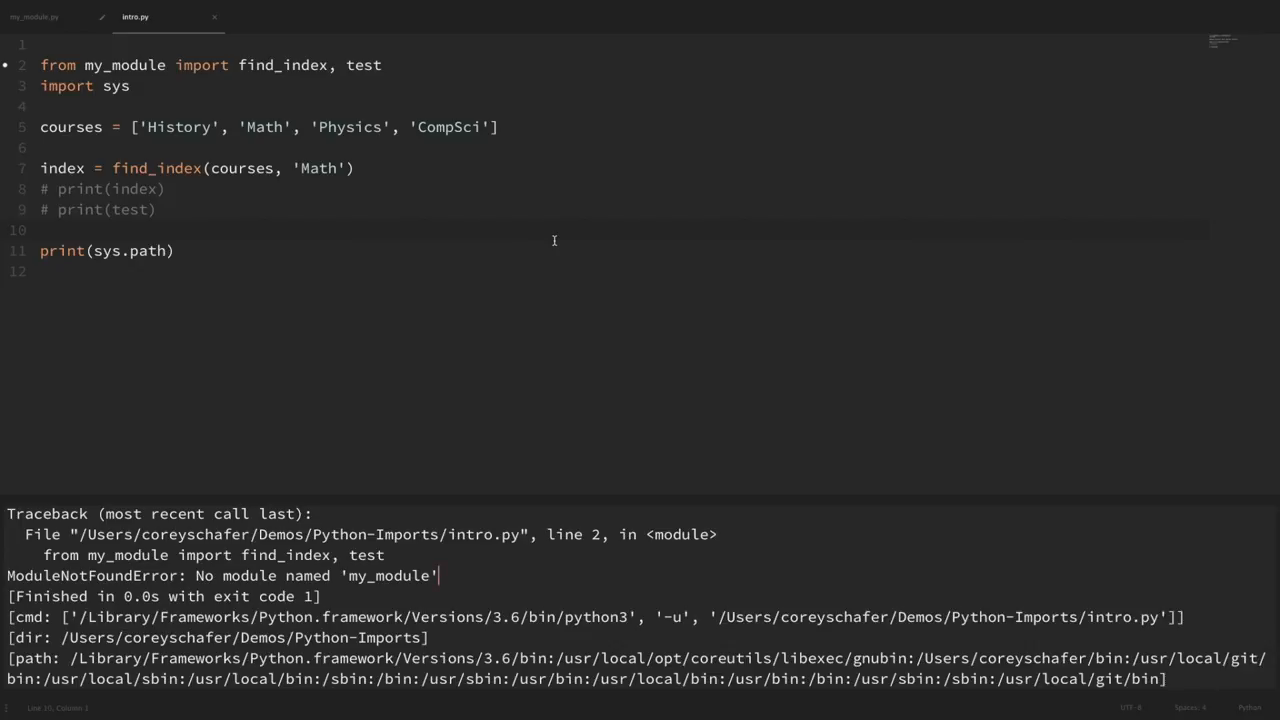 my_module.py
intro.py
1
2 from my_module import find_index, test
3 import sys
4
5 courses = ['History', 'Math', 'Physics', 'CompSci']
6
7 index = find_index(courses, 'Math')
8 # print(index)
9 # print(test)
10
11 print(sys.path)
12
Traceback (most recent call last):
File "/Users/coreyschafer/Demos/Python-Imports/intro.py", line 2, in <module>
from my_module import find_index, test
ModuleNotFoundError: No module named 'my_module'
[Finished in 0.0s with exit code 1]
[cmd: ['/Library/Frameworks/Python.framework/Versions/3.6/bin/python3', '-u', '/Users/coreyschafer/Demos/Python-Imports/intro.py']]
[dir: /Users/coreyschafer/Demos/Python-Imports]
[path: /Library/Frameworks/Python.framework/Versions/3.6/bin:/usr/local/opt/coreutils/libexec/gnubin:/Users/coreyschafer/bin:/usr/local/git/
bin:/usr/local/sbin:/usr/local/bin:/sbin:/usr/sbin:/bin:/usr/local/bin:/usr/bin:/bin:/usr/sbin:/sbin:/usr/local/git/bin]
Line 10, Column 1
UTF-8
Spaces: 4
Python